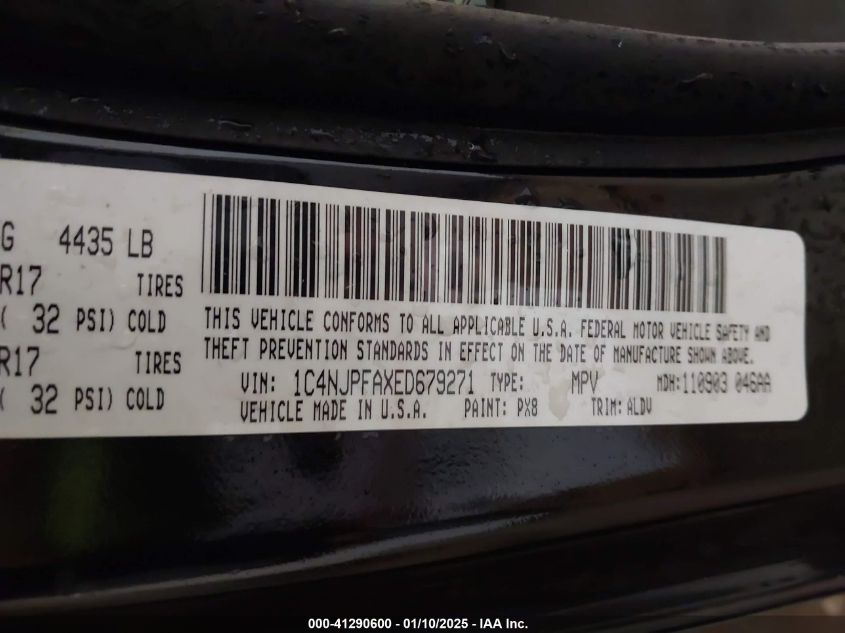 G 4435 LB
R17 TIRES
( 32 PSI) COLD
R17 TIRES
( 32 PSI) COLD
THIS VEHICLE CONFORMS TO ALL APPLICABLE U.S.A. FEDERAL MOTOR VEHICLE SAFETY AND
THEFT PREVENTION STANDARDS IN EFFECT ON THE DATE OF MANUFACTURE SHOWN ABOVE.
VIN: 1C4NJPFAXED679271 TYPE: MPV MDH:110903 046AA
VEHICLE MADE IN U.S.A. PAINT: PX8 TRIM: ALDV
000-41290600 — 01/10/2025 - © IAA Inc.